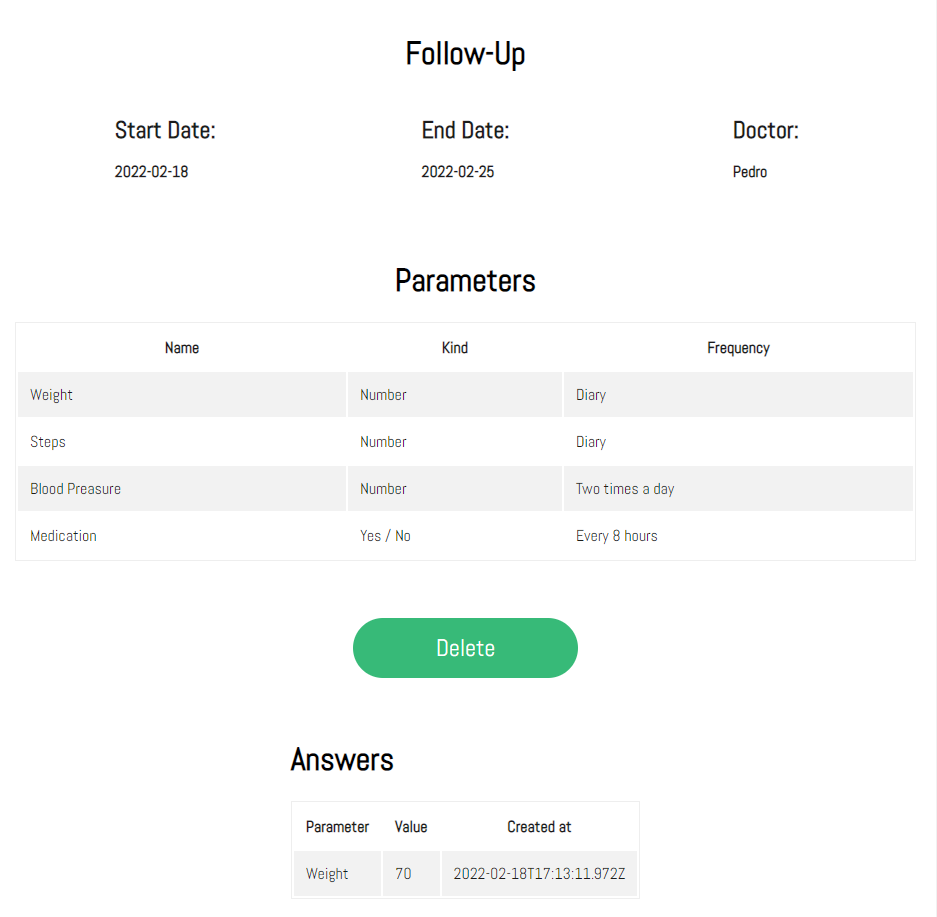 Follow-Up
Start Date: End Date: Doctor:
2022-02-18 2022-02-25 Pedro
Parameters
Name Kind Frequency
Weight Number Diary
Steps Number Diary
Blood Preasure Number Two times a day
Medication Yes / No Every 8 hours
Delete
Answers
Parameter Value Created at
Weight 70 2022-02-18T17:13:11.972Z